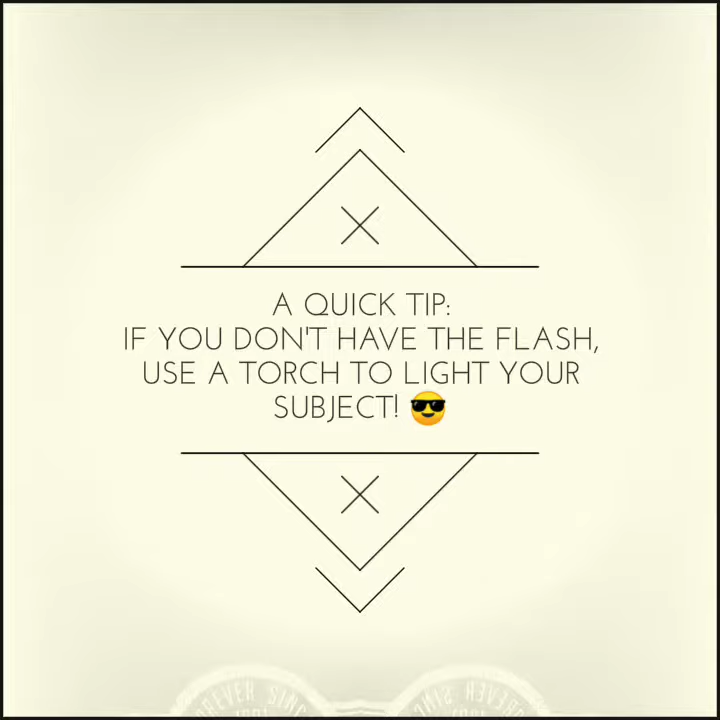 A QUICK TIP:
IF YOU DON'T HAVE THE FLASH,
USE A TORCH TO LIGHT YOUR
SUBJECT! 😎